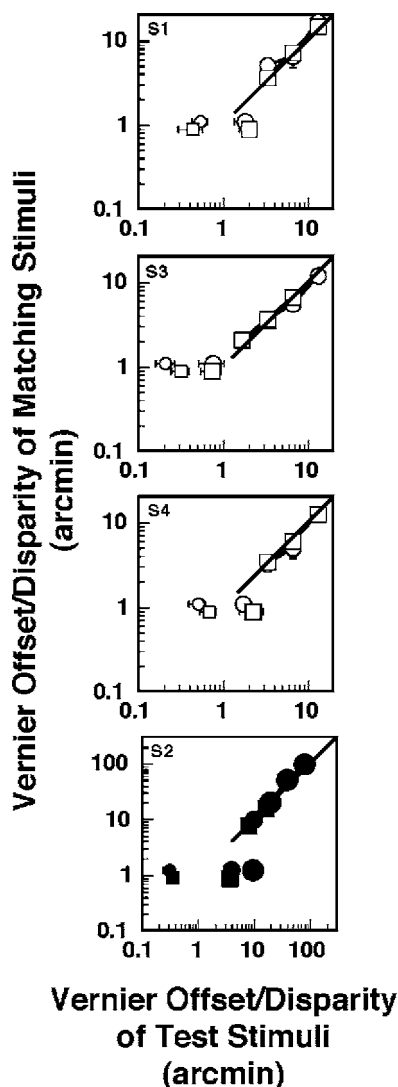 Vernier Offset/Disparity of Matching Stimuli
(arcmin)
S1
10
1
0.1
0.1
1
10
S3
10
1
0.1
0.1
1
10
S4
10
1
0.1
0.1
1
10
S2
100
10
1
0.1
0.1
1
10
100
Vernier Offset/Disparity
of Test Stimuli
(arcmin)